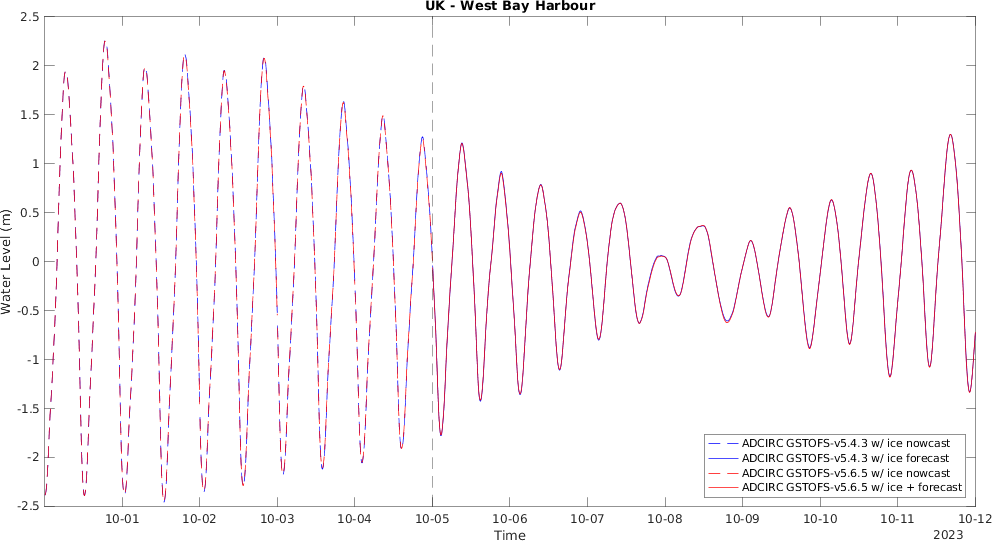 UK - West Bay Harbour
2.5
2
1.5
1
0.5
0
-0.5
-1
-1.5
-2
-2.5
Water Level (m)
10-01 10-02 10-03 10-04 10-05 10-06 10-07 10-08 10-09 10-10 10-11 10-12
Time
2023
ADCIRC GSTOFS-v5.4.3 w/ ice nowcast
ADCIRC GSTOFS-v5.4.3 w/ ice forecast
ADCIRC GSTOFS-v5.6.5 w/ ice nowcast
ADCIRC GSTOFS-v5.6.5 w/ ice + forecast